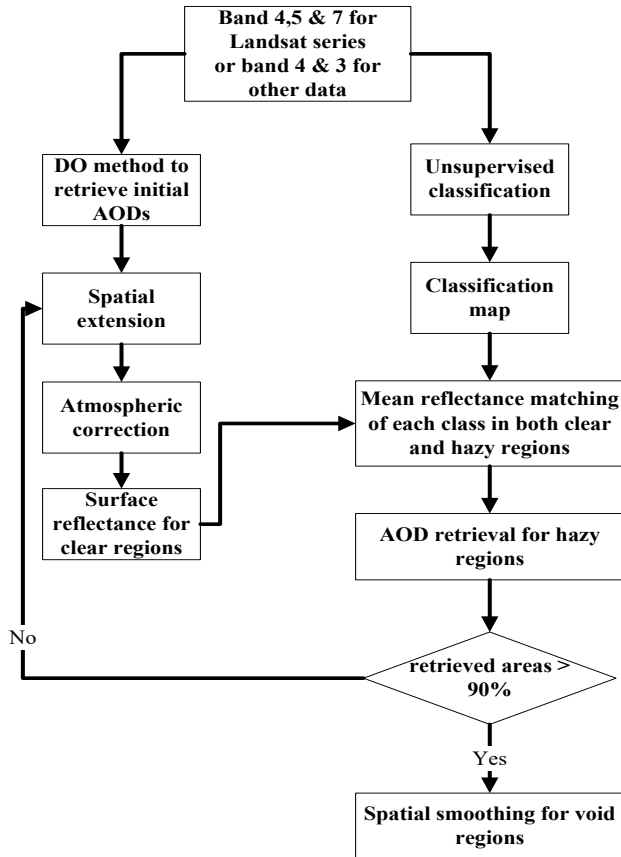 Band 4,5 & 7 for
Landsat series
or band 4 & 3 for
other data
DO method to
retrieve initial
AODs
Unsupervised
classification
Spatial
extension
Classification
map
Atmospheric
correction
Mean reflectance matching
of each class in both clear
and hazy regions
Surface
reflectance for
clear regions
AOD retrieval for hazy
regions
No
retrieved areas >
90%
Yes
Spatial smoothing for void
regions